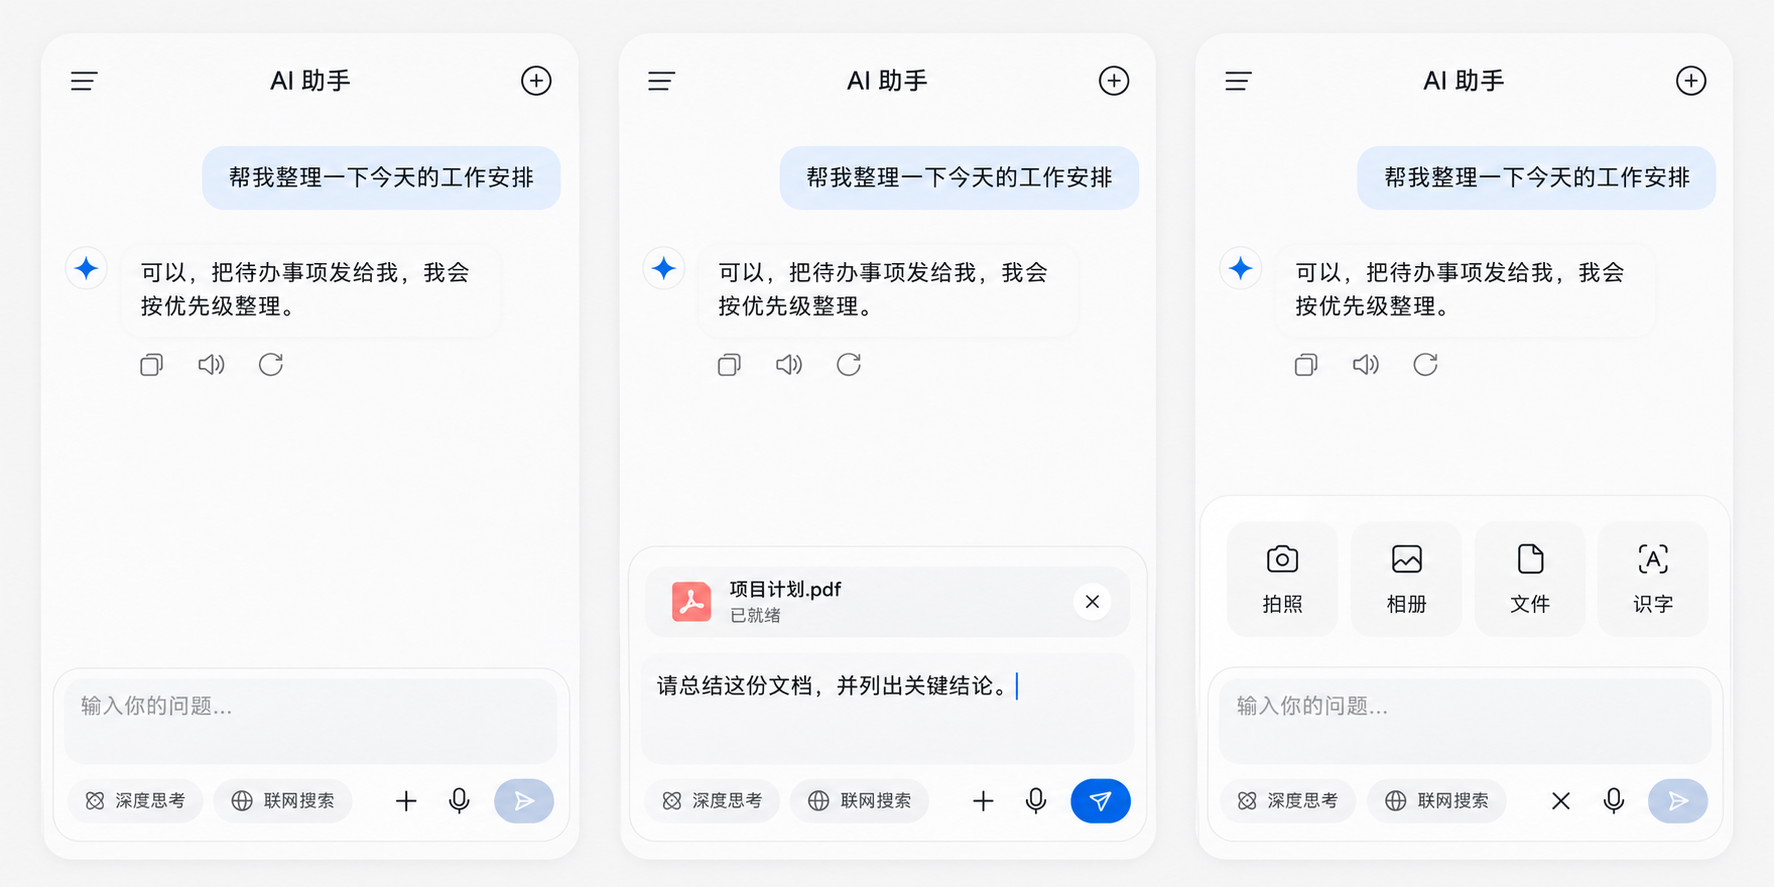 AI 助手
帮我整理一下今天的工作安排
可以，把待办事项发给我，我会
按优先级整理。
输入你的问题...
深度思考
联网搜索
AI 助手
帮我整理一下今天的工作安排
可以，把待办事项发给我，我会
按优先级整理。
项目计划.pdf
已就绪
请总结这份文档，并列出关键结论。
深度思考
联网搜索
AI 助手
帮我整理一下今天的工作安排
可以，把待办事项发给我，我会
按优先级整理。
拍照
相册
文件
识字
输入你的问题...
深度思考
联网搜索